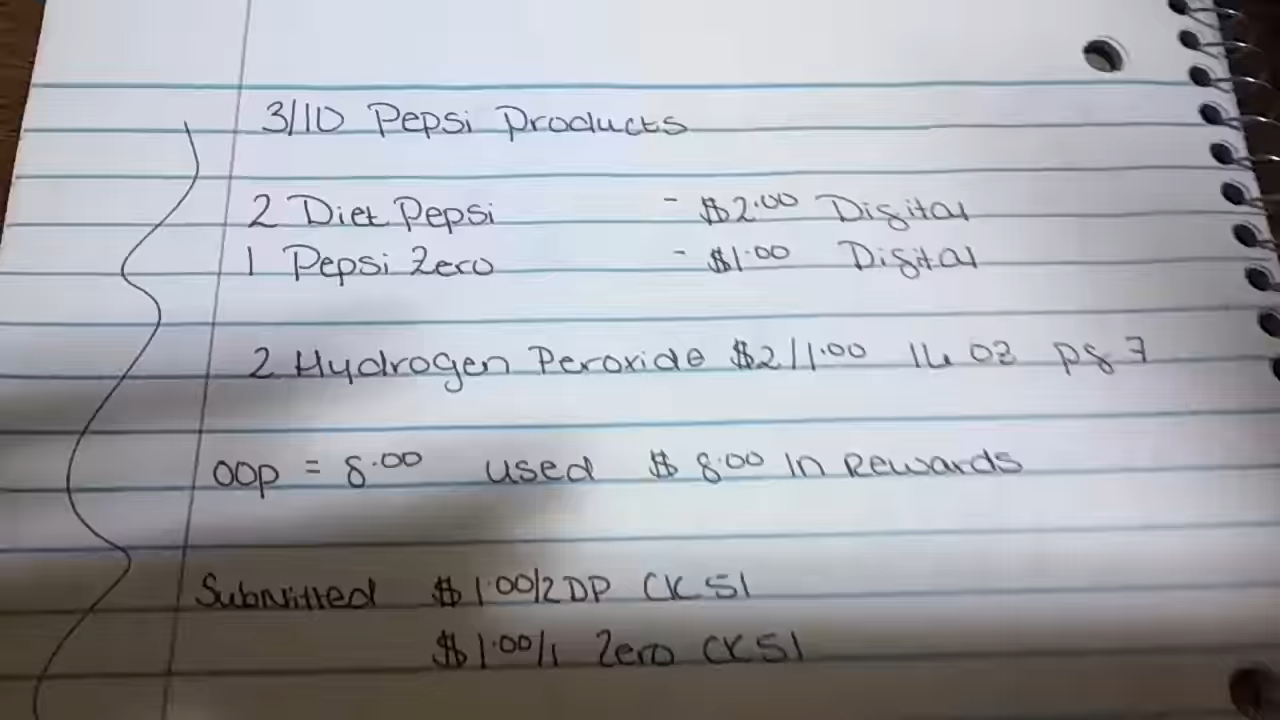 3/10 Pepsi Products
2 Diet Pepsi - $2.00 Digital
1 Pepsi Zero - $1.00 Digital
2 Hydrogen Peroxide $2/1.00 16 oz pg 7
OOP = 8.00 used $ 8.00 in Rewards
Submitted $1.00/2 DP CK51
$1.00/1 Zero CK51